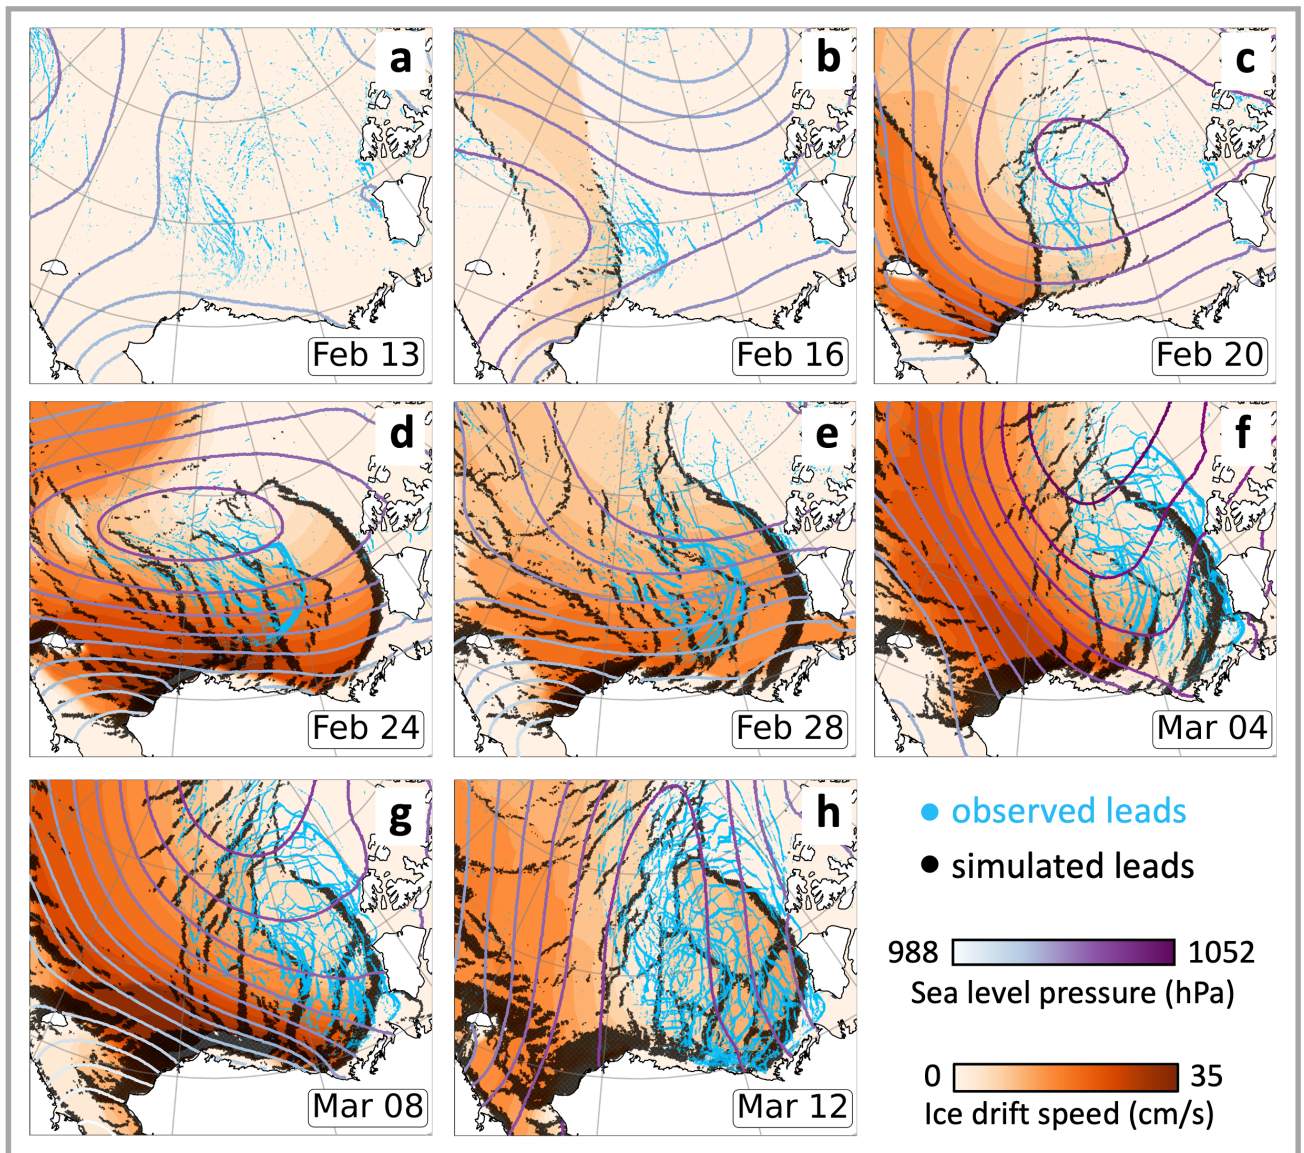 a
Feb 13
b
Feb 16
c
Feb 20
d
Feb 24
e
Feb 28
f
Mar 04
g
Mar 08
h
Mar 12
observed leads
simulated leads
988 1052
Sea level pressure (hPa)
0 35
Ice drift speed (cm/s)